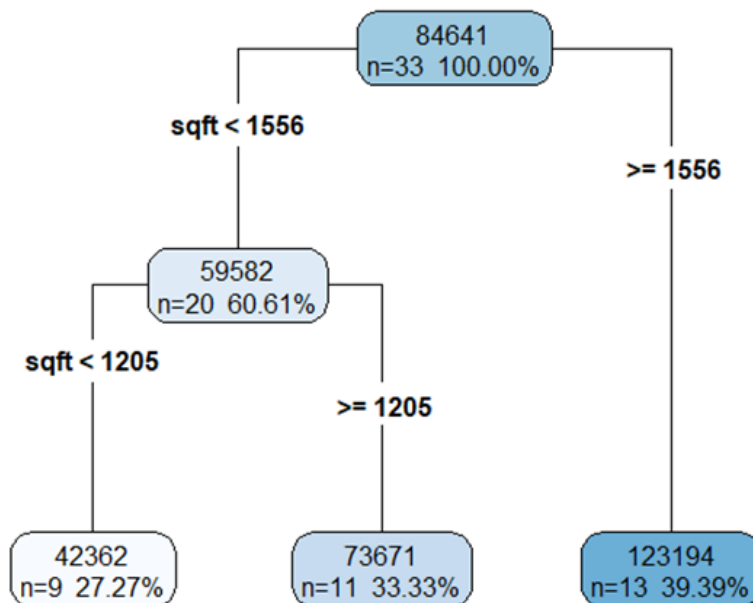 84641
n=33 100.00%
sqft < 1556
>= 1556
59582
n=20 60.61%
sqft < 1205
>= 1205
42362
n=9 27.27%
73671
n=11 33.33%
123194
n=13 39.39%